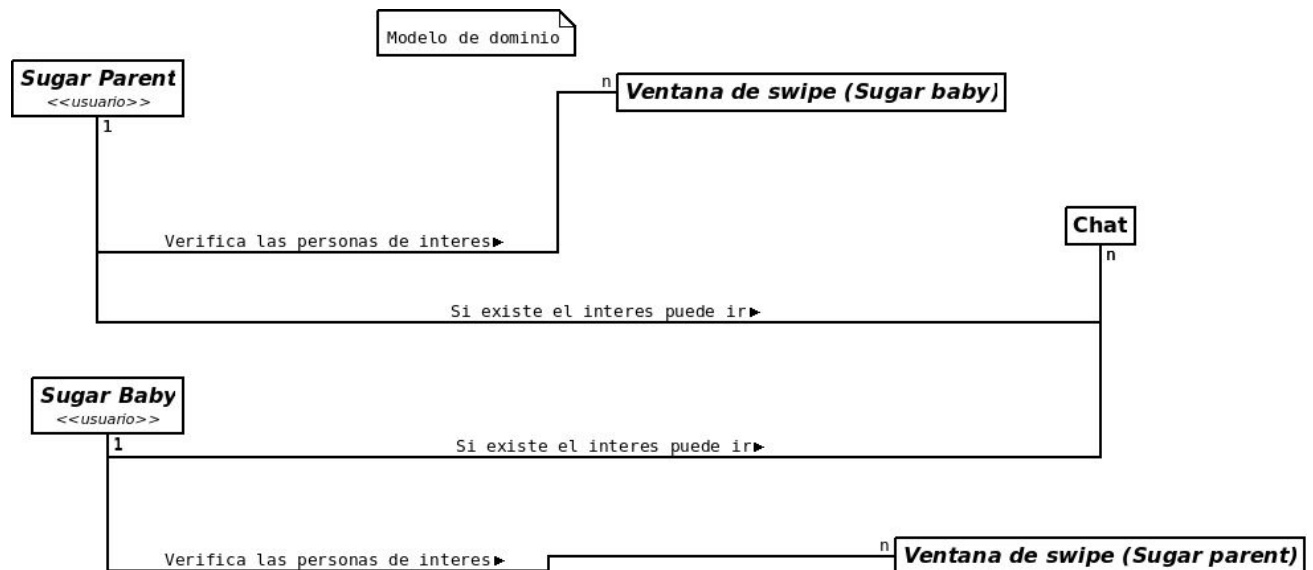 Modelo de dominio
Sugar Parent
<<usuario>>
1
n
Ventana de swipe (Sugar baby)
Verifica las personas de interes▶
Chat
n
Si existe el interes puede ir▶
Sugar Baby
<<usuario>>
1
Si existe el interes puede ir▶
Verifica las personas de interes▶
n
Ventana de swipe (Sugar parent)